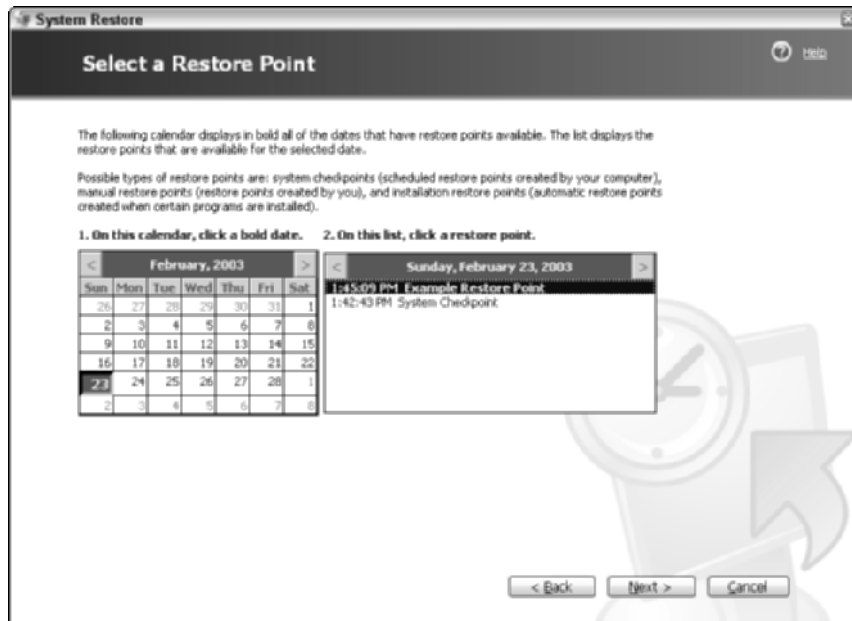 System Restore
Select a Restore Point
Help
The following calendar displays in bold all of the dates that have restore points available. The list displays the
restore points that are available for the selected date.
Possible types of restore points are: system checkpoints (scheduled restore points created by your computer),
manual restore points (restore points created by you), and installation restore points (automatic restore points
created when certain programs are installed).
1. On this calendar, click a bold date.
2. On this list, click a restore point.
< February, 2003 >
Sun Mon Tue Wed Thu Fri Sat
26 27 28 29 30 31 1
2 3 4 5 6 7 8
9 10 11 12 13 14 15
16 17 18 19 20 21 22
23 24 25 26 27 28 1
2 3 4 5 6 7 8
< Sunday, February 23, 2003 >
1:45:09 PM Example Restore Point
1:42:43 PM System Checkpoint
< Back
Next >
Cancel